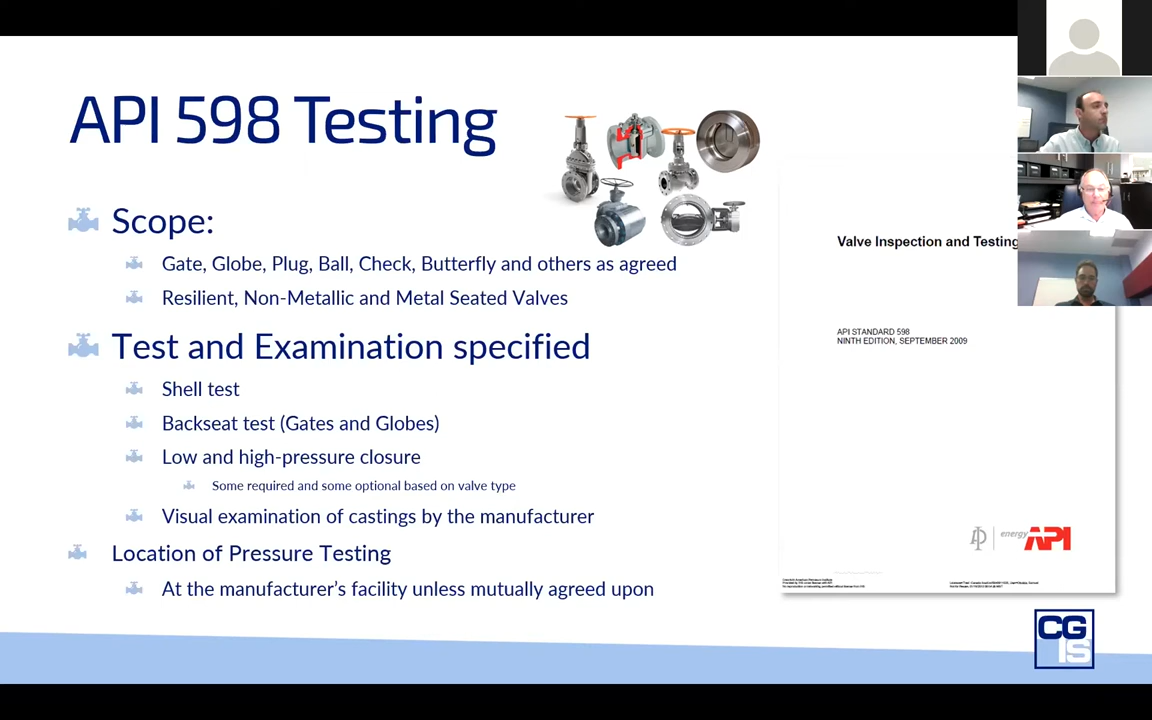 API 598 Testing
Scope:
Gate, Globe, Plug, Ball, Check, Butterfly and others as agreed
Resilient, Non-Metallic and Metal Seated Valves
Test and Examination specified
Shell test
Backseat test (Gates and Globes)
Low and high-pressure closure
Some required and some optional based on valve type
Visual examination of castings by the manufacturer
Location of Pressure Testing
At the manufacturer's facility unless mutually agreed upon
Valve Inspection and Testing
API STANDARD 598
NINTH EDITION, SEPTEMBER 2009
energy API
CG
IS